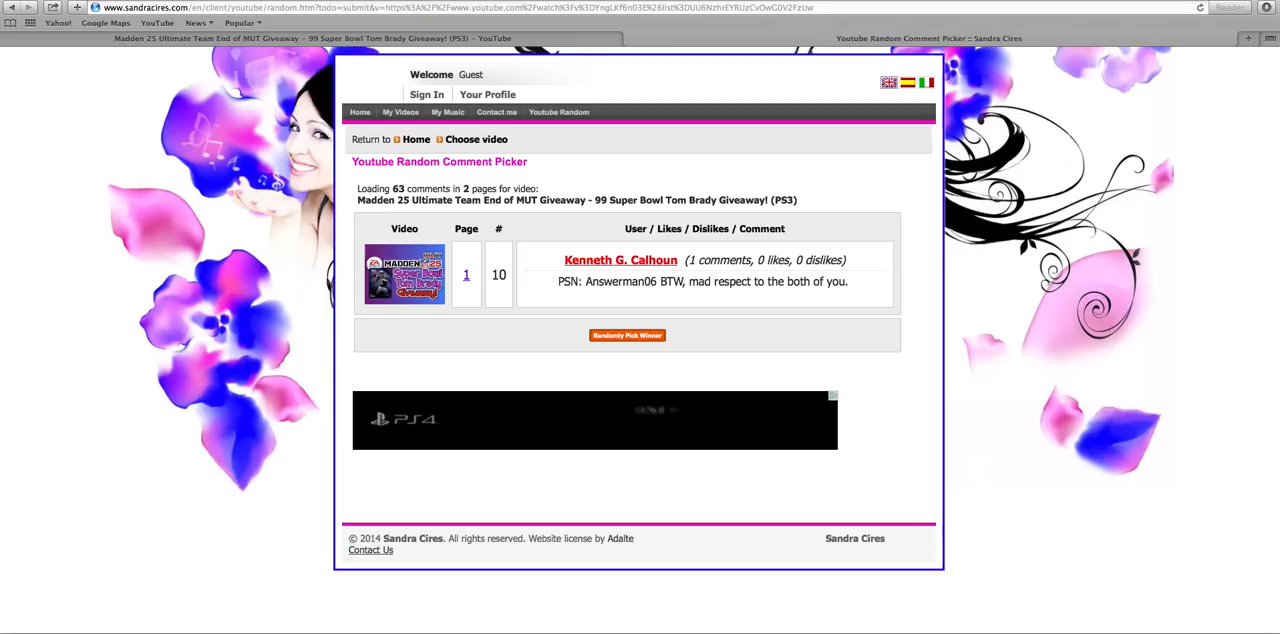 www.sandracires.com/en/client/youtube/random.htm?todo=submit&v=https%3A%2F%2Fwww.youtube.com%2Fwatch%3Fv%3DYngLKf6n03E%26list%3DUU6NzhrEYRUzCvOwG0V2FzUw
Reader
Yahoo! Google Maps YouTube News Popular
Madden 25 Ultimate Team End of MUT Giveaway - 99 Super Bowl Tom Brady Giveaway! (PS3) - YouTube
Youtube Random Comment Picker :: Sandra Cires
Welcome Guest
Sign In Your Profile
Home My Videos My Music Contact me Youtube Random
Return to Home Choose video
Youtube Random Comment Picker
Loading 63 comments in 2 pages for video:
Madden 25 Ultimate Team End of MUT Giveaway - 99 Super Bowl Tom Brady Giveaway! (PS3)
Video Page # User / Likes / Dislikes / Comment
EA MADDEN 25
Super Bowl
Tom Brady
Giveaway!
1 10
Kenneth G. Calhoun (1 comments, 0 likes, 0 dislikes)
PSN: Answerman06 BTW, mad respect to the both of you.
Randomly Pick Winner
PS4
© 2014 Sandra Cires. All rights reserved. Website license by Adalte
Sandra Cires
Contact Us